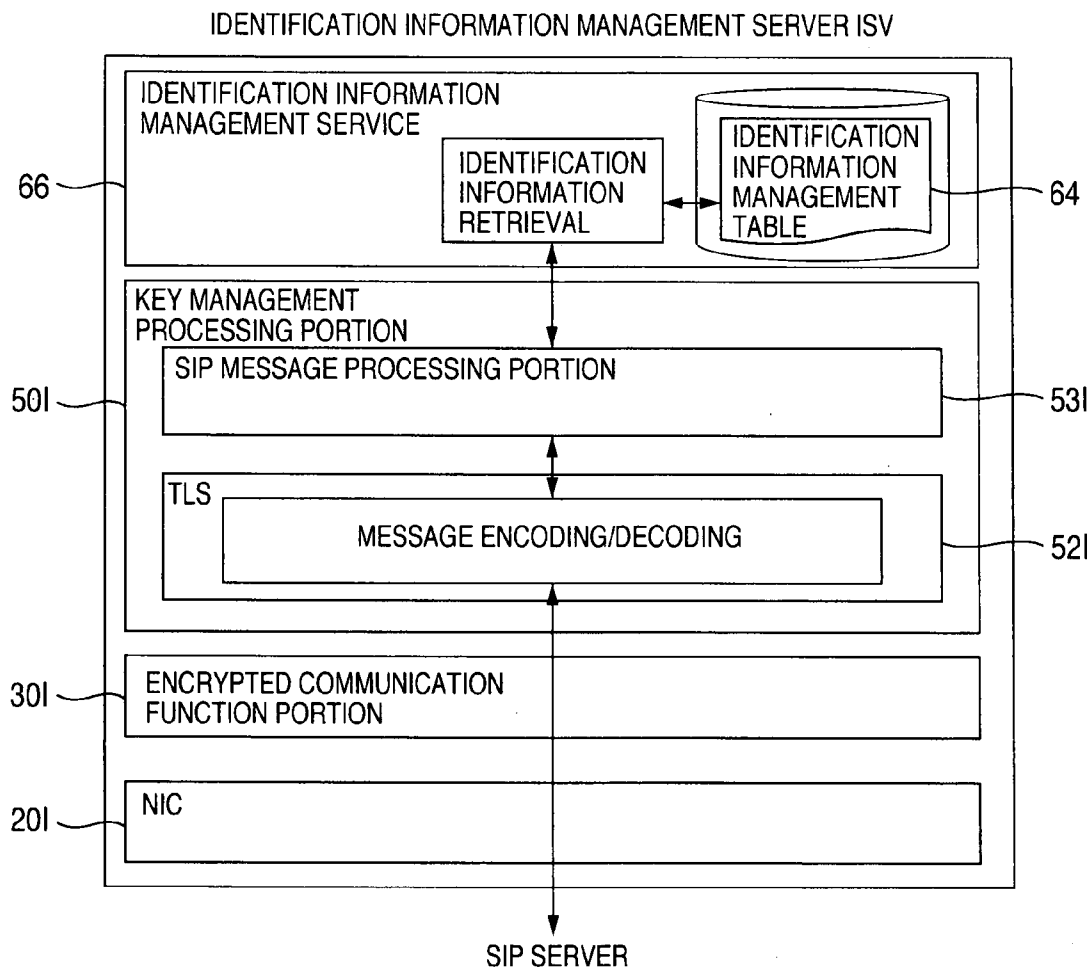 IDENTIFICATION INFORMATION MANAGEMENT SERVER ISV
IDENTIFICATION INFORMATION
MANAGEMENT SERVICE
IDENTIFICATION
INFORMATION
RETRIEVAL
IDENTIFICATION
INFORMATION
MANAGEMENT
TABLE
66
64
KEY MANAGEMENT
PROCESSING PORTION
SIP MESSAGE PROCESSING PORTION
50I
53I
TLS
MESSAGE ENCODING/DECODING
52I
30I
ENCRYPTED COMMUNICATION
FUNCTION PORTION
20I
NIC
SIP SERVER